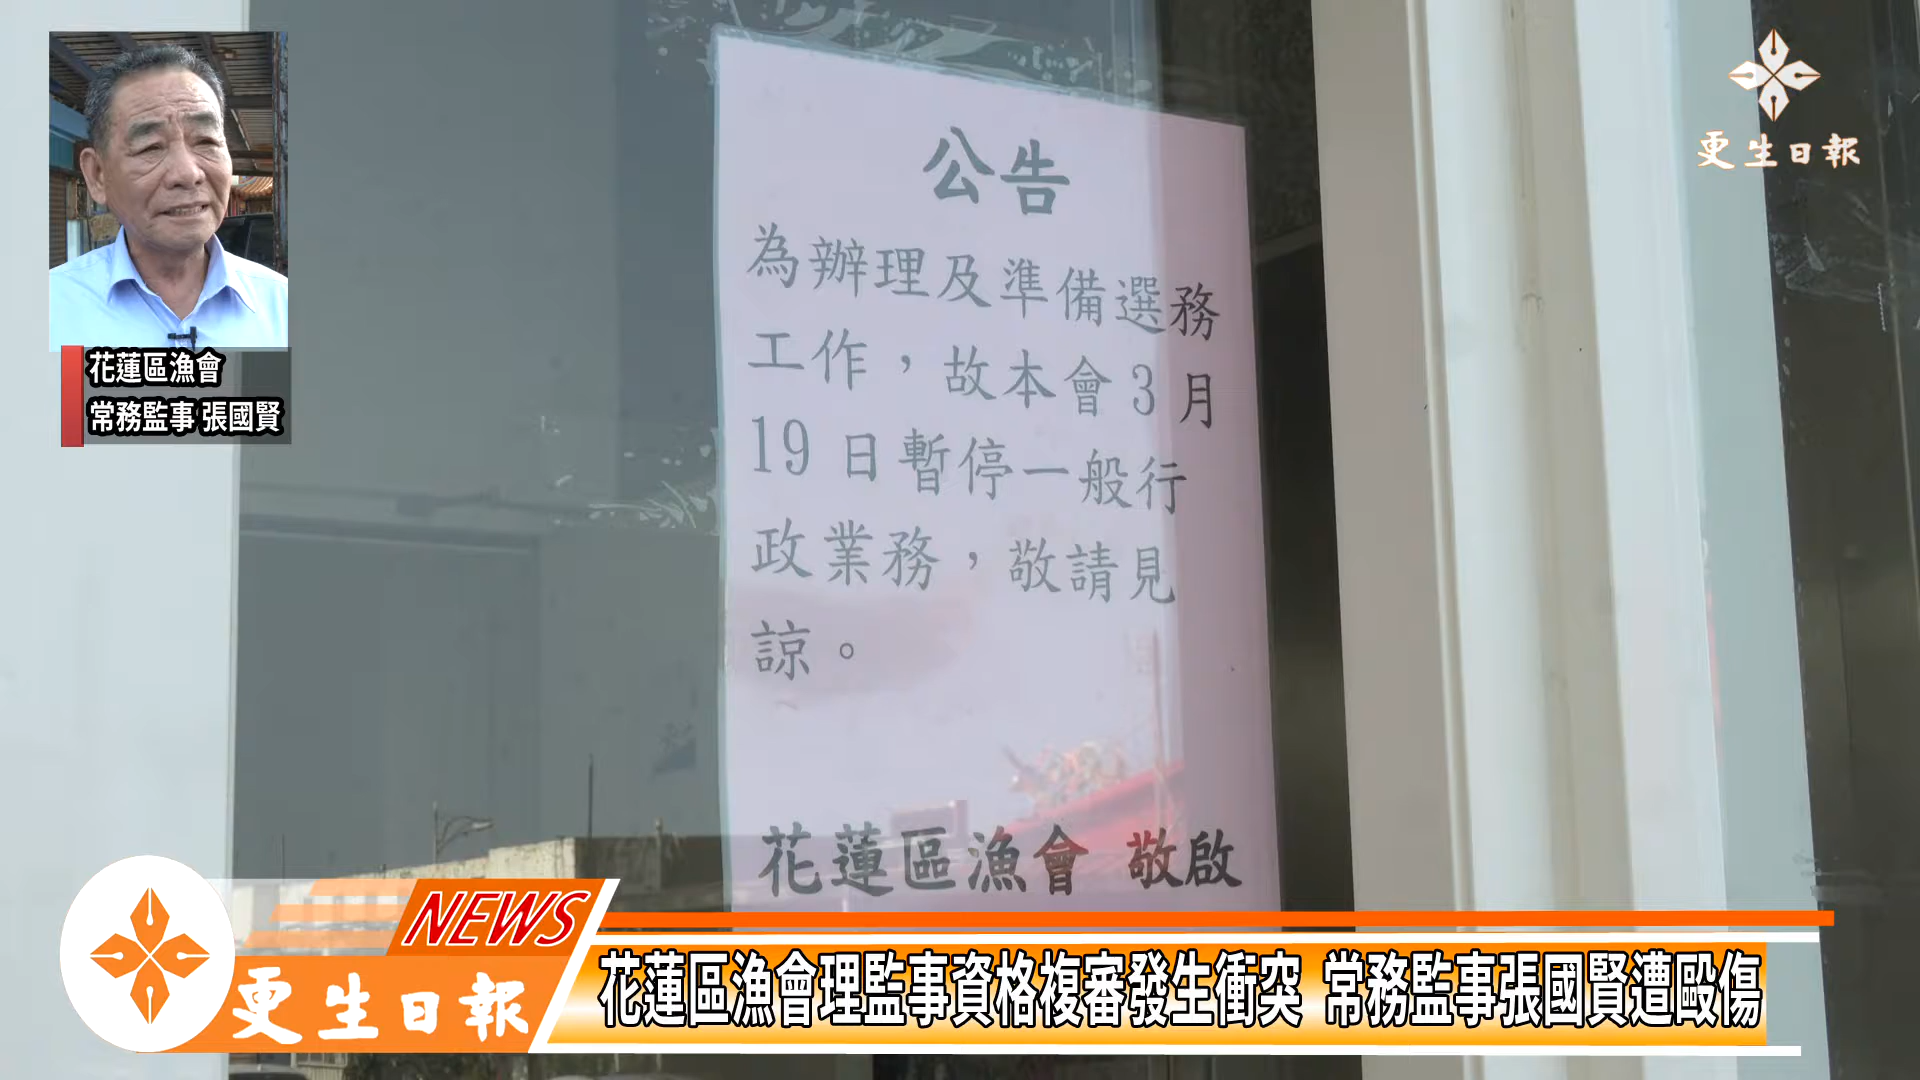 更生日報
花蓮區漁會
常務監事 張國賢
公告
為辦理及準備選務
工作，故本會3月
19日暫停一般行
政業務，敬請見
諒。
花蓮區漁會 敬啟
NEWS
更生日報
花蓮區漁會理監事資格複審發生衝突 常務監事張國賢遭毆傷